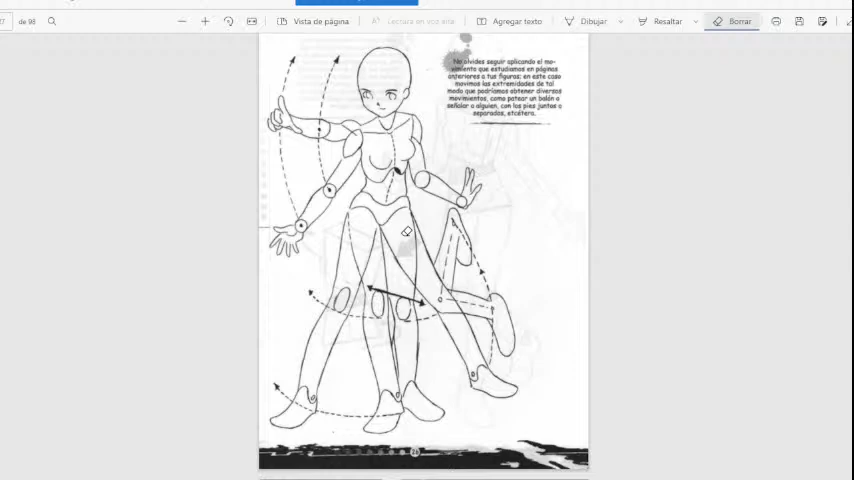 de 98
Vista de página
Lectura en voz alta
Agregar texto
Dibujar
Resaltar
Borrar
No olvides seguir aplicando el mo-
vimiento que estudiamos en páginas
anteriores a tus figuras; en este caso
movimos las extremidades de tal
modo que podríamos obtener diversos
movimientos, como patear un balón o
señalar a alguien, con los pies juntos o
separados, etcétera.